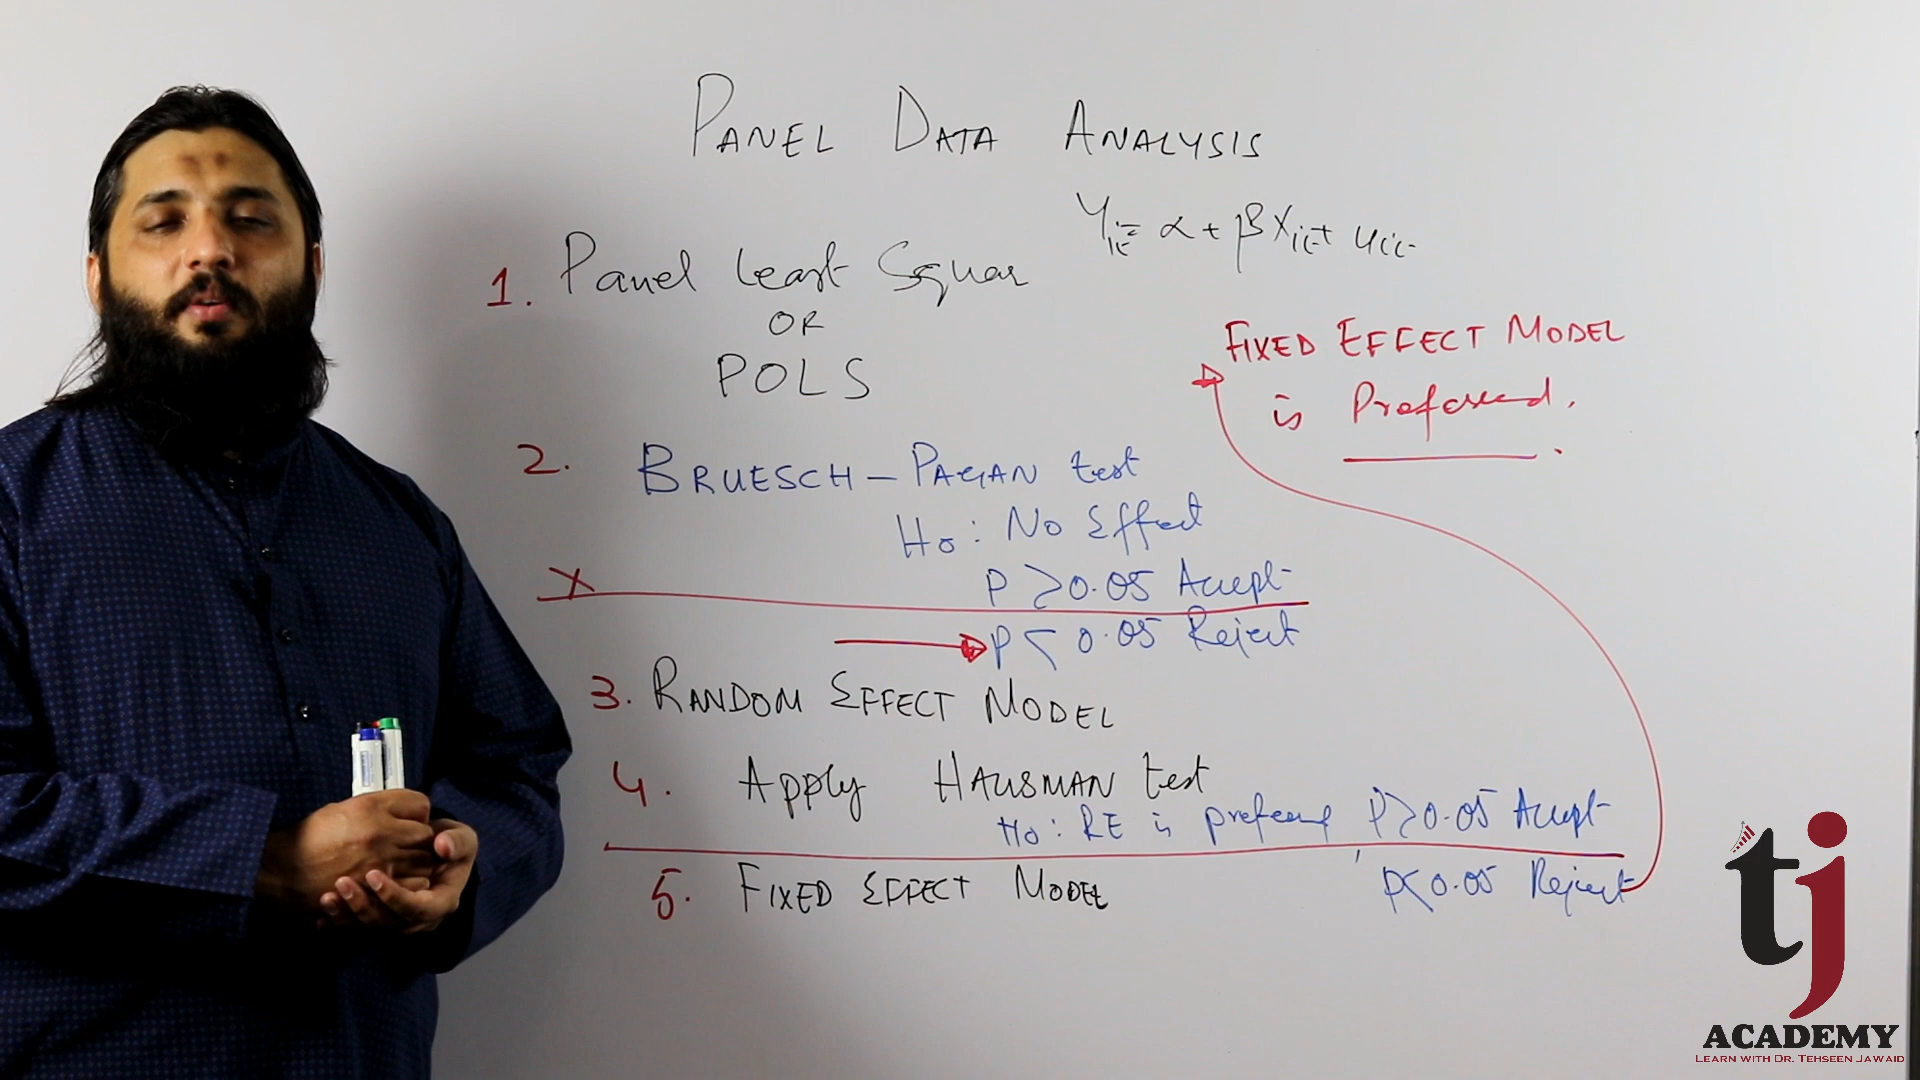 PANEL DATA ANALYSIS
Yit = α + βXit + uit
1. Panel Least Squar
OR
POLS
FIXED EFFECT MODEL
is Prefered.
2. BRUESCH - PAGAN test
Ho: No Effect
X P > 0.05 Accept
P < 0.05 Reject
3. RANDOM EFFECT MODEL
4. Apply HAUSMAN test
Ho: RE is preferred P > 0.05 Accept
5. FIXED EFFECT MODEL P < 0.05 Reject
tj
ACADEMY
LEARN WITH DR. TEHSEEN JAWAID